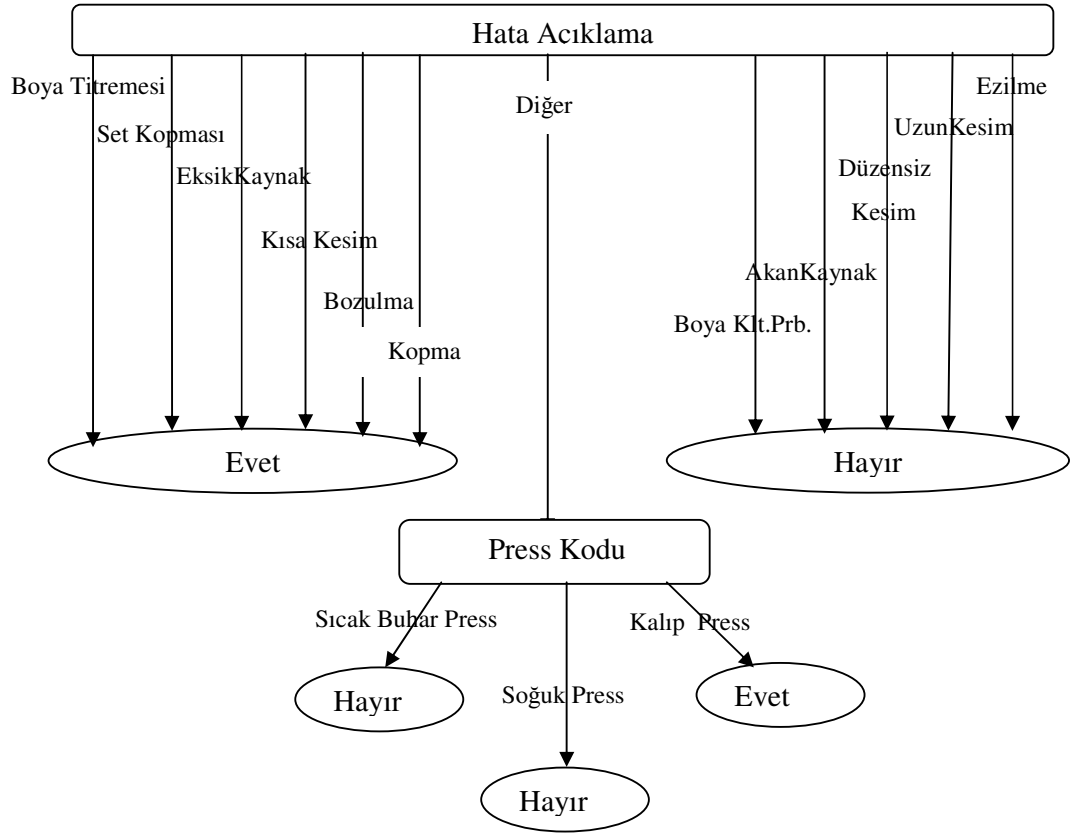 Hata Acıklama
Boya Titremesi
Ezilme
Diğer
Set Kopması
UzunKesim
EksikKaynak
Düzensiz
Kesim
Kısa Kesim
AkanKaynak
Bozulma
Boya Klt.Prb.
Kopma
Evet
Hayır
Press Kodu
Sıcak Buhar Press
Kalıp Press
Soğuk Press
Hayır
Evet
Hayır